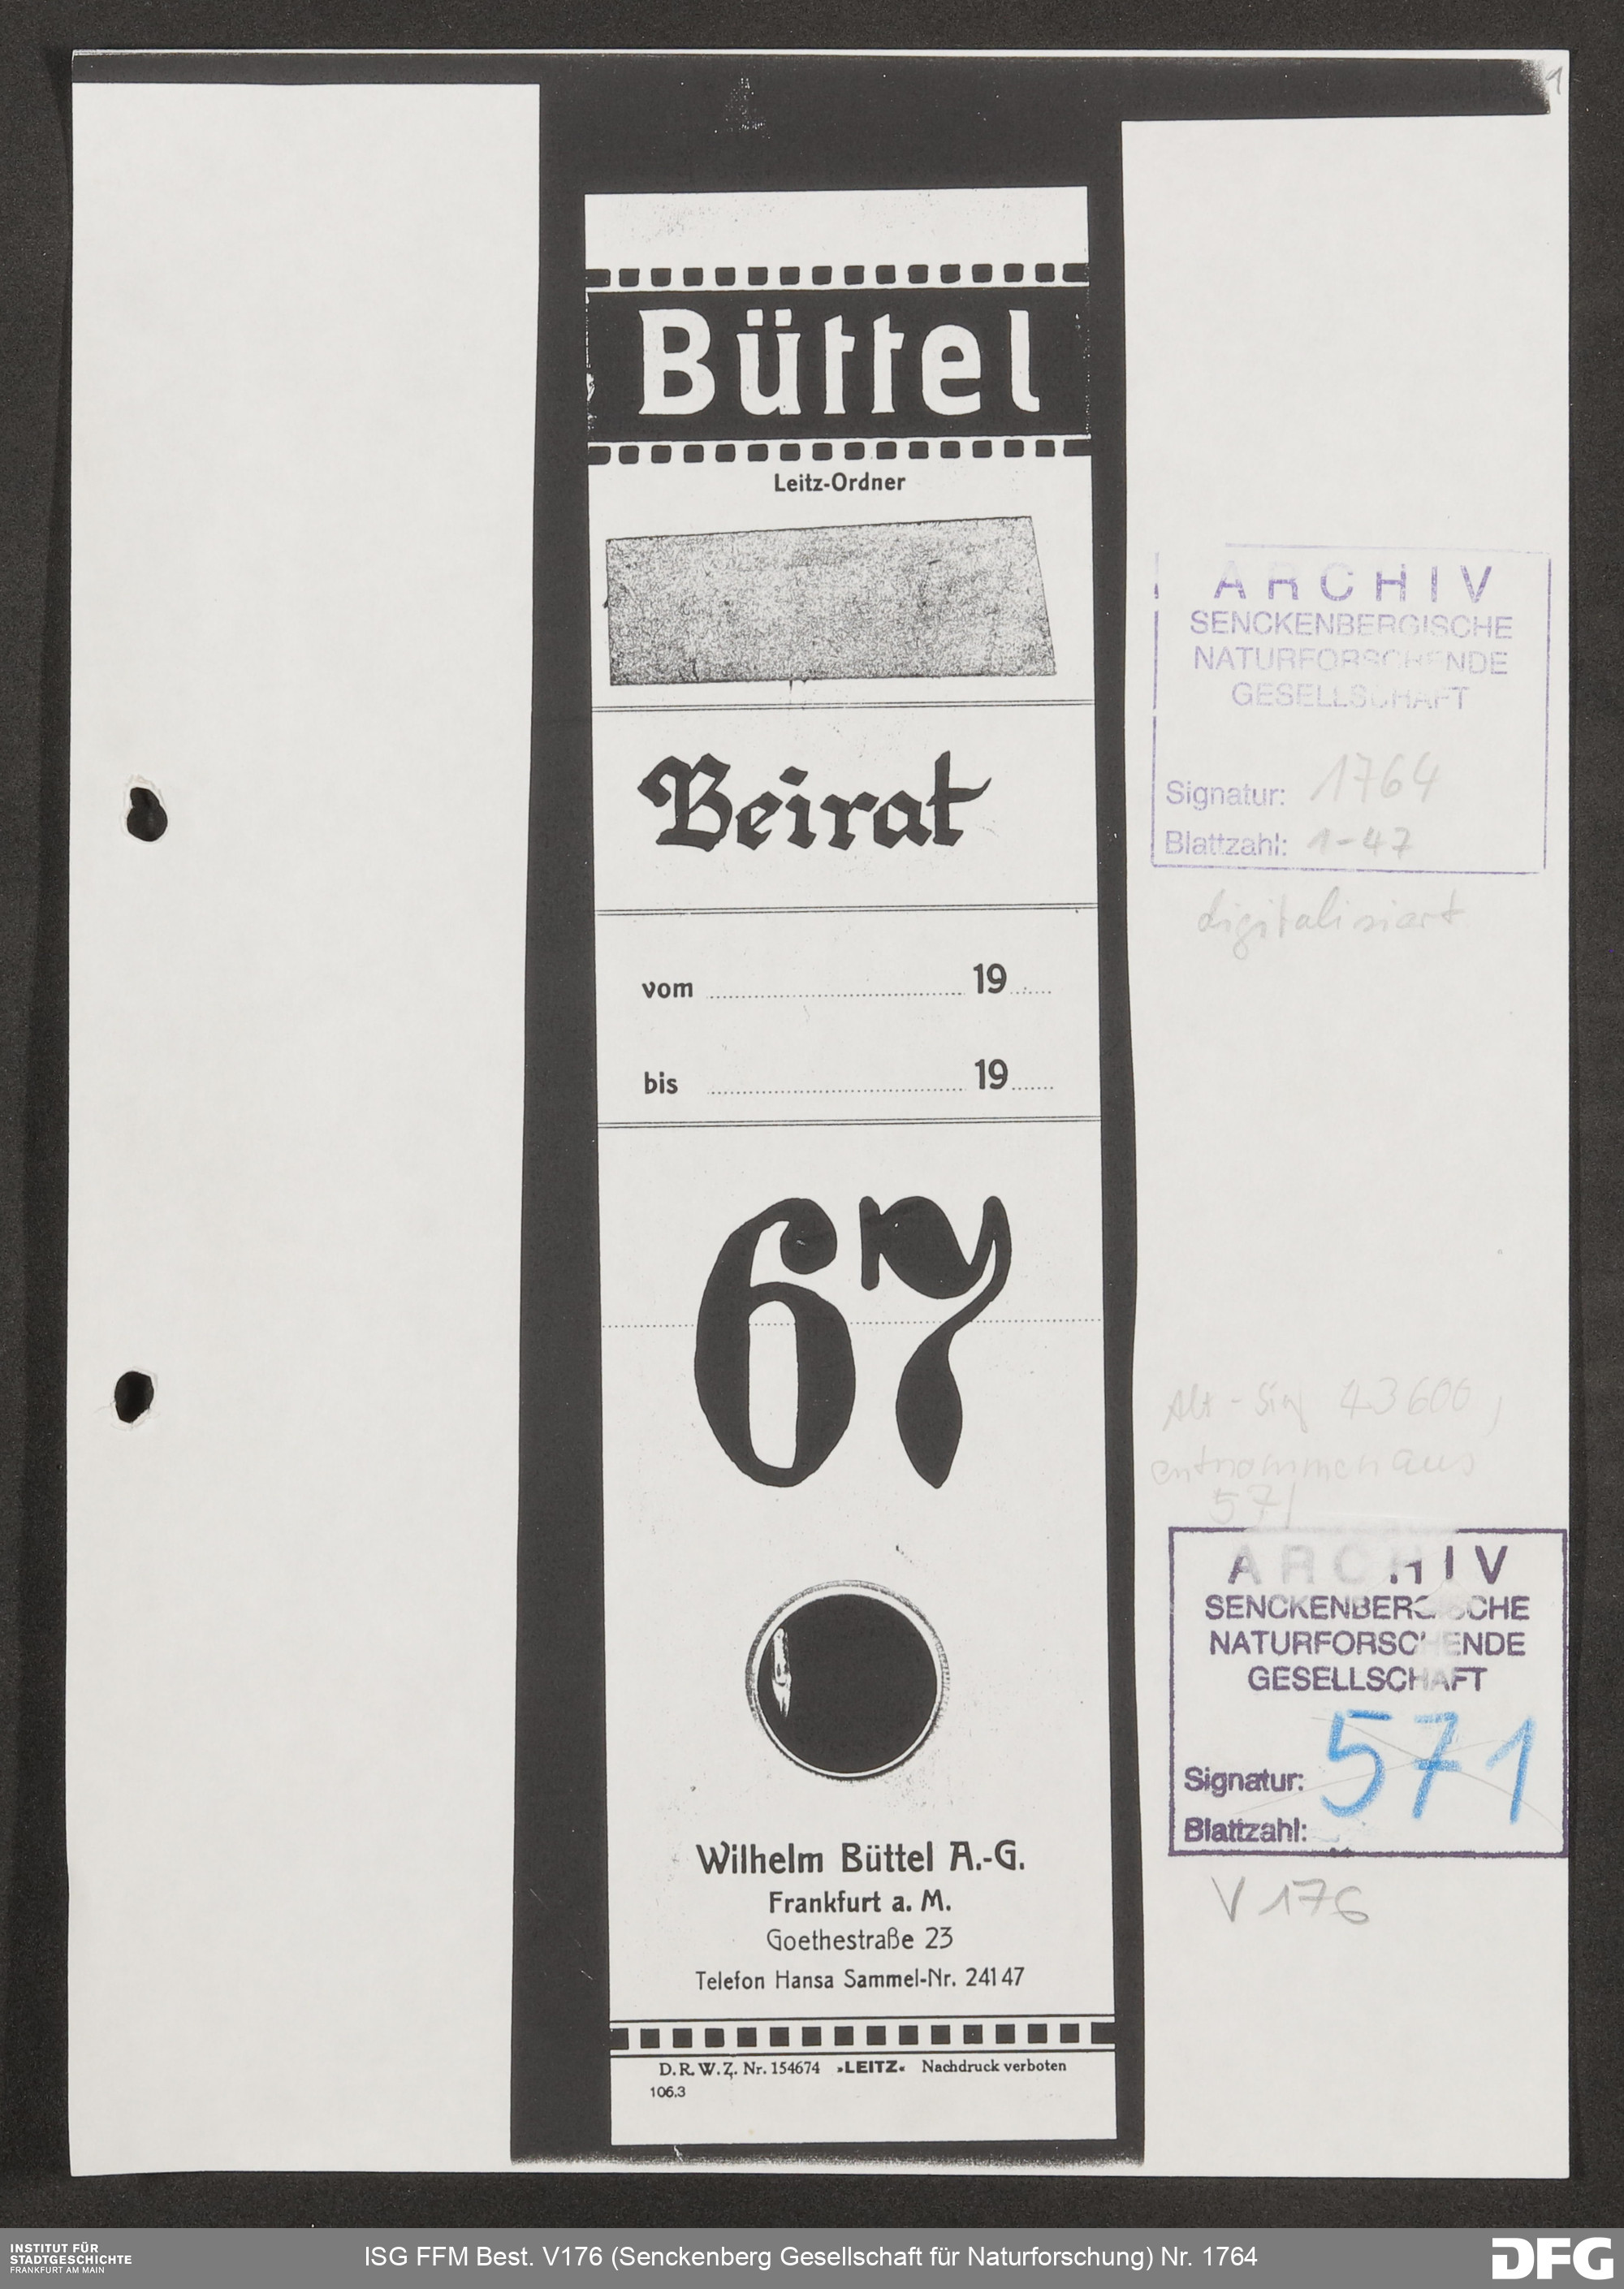 1
Büttel
Leitz-Ordner
Beirat
vom 19
bis 19
67
Wilhelm Büttel A.-G.
Frankfurt a. M.
Goethestraße 23
Telefon Hansa Sammel-Nr. 241 47
D.R.W.Z. Nr. 154674 »LEITZ« Nachdruck verboten
106.3
ARCHIV
SENCKENBERGISCHE
NATURFORSCHENDE
GESELLSCHAFT
Signatur: 1764
Blattzahl: 1-47
digitalisiert
Alt-Sig 43600,
entnommen aus
571
ARCHIV
SENCKENBERGISCHE
NATURFORSCHENDE
GESELLSCHAFT
Signatur: 571
Blattzahl:
V 176
INSTITUT FÜR
STADTGESCHICHTE
FRANKFURT AM MAIN
ISG FFM Best. V176 (Senckenberg Gesellschaft für Naturforschung) Nr. 1764
DFG